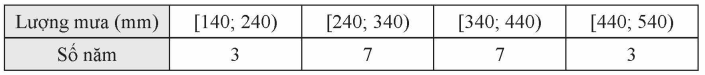 Lượng mưa (mm) [140; 240) [240; 340) [340; 440) [440; 540)
Số năm 3 7 7 3